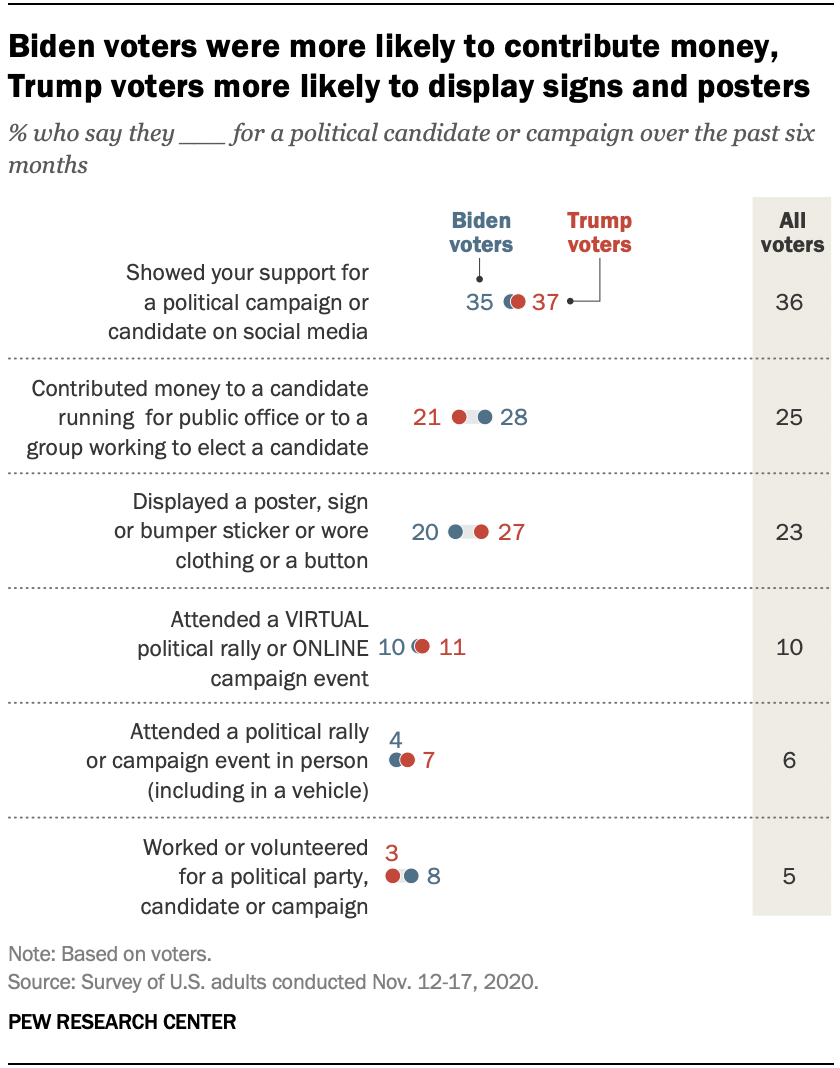 Biden voters were more likely to contribute money,
Trump voters more likely to display signs and posters
% who say they ___ for a political candidate or campaign over the past six
months
Biden voters
Trump voters
All voters
Showed your support for
a political campaign or
candidate on social media
35 37 36
Contributed money to a candidate
running for public office or to a
group working to elect a candidate
21 28 25
Displayed a poster, sign
or bumper sticker or wore
clothing or a button
20 27 23
Attended a VIRTUAL
political rally or ONLINE
campaign event
10 11 10
Attended a political rally
or campaign event in person
(including in a vehicle)
4 7 6
Worked or volunteered
for a political party,
candidate or campaign
3 8 5
Note: Based on voters.
Source: Survey of U.S. adults conducted Nov. 12-17, 2020.
PEW RESEARCH CENTER